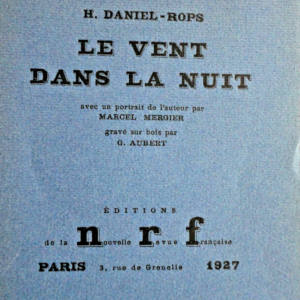 H. DANIEL-ROPS
LE VENT
DANS LA NUIT
avec un portrait de l'auteur par
MARCEL MERGIER
gravé sur bois par
G. AUBERT
ÉDITIONS
de la nouvelle revue française
PARIS 3, rue de Grenelle 1927